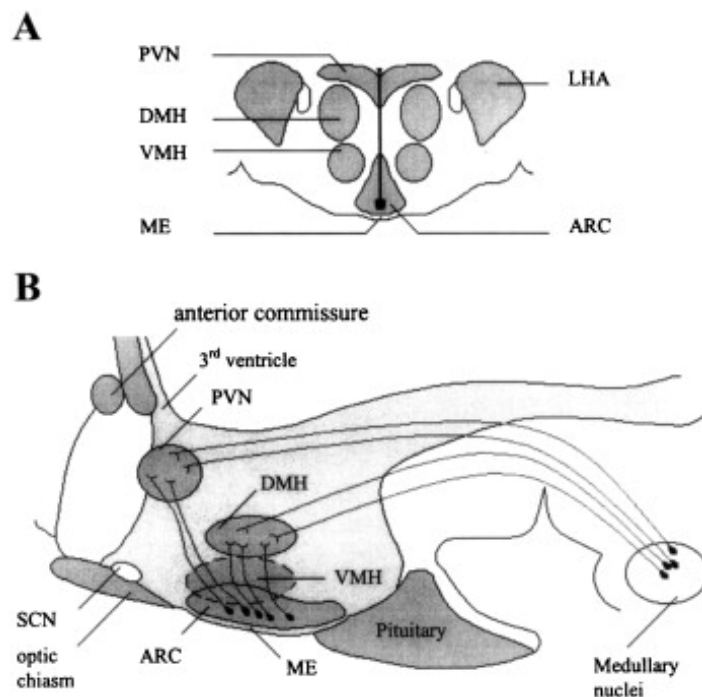 A
PVN
LHA
DMH
VMH
ME
ARC
B
anterior commissure
3rd ventricle
PVN
DMH
VMH
SCN
optic
chiasm
ARC
ME
Pituitary
Medullary
nuclei